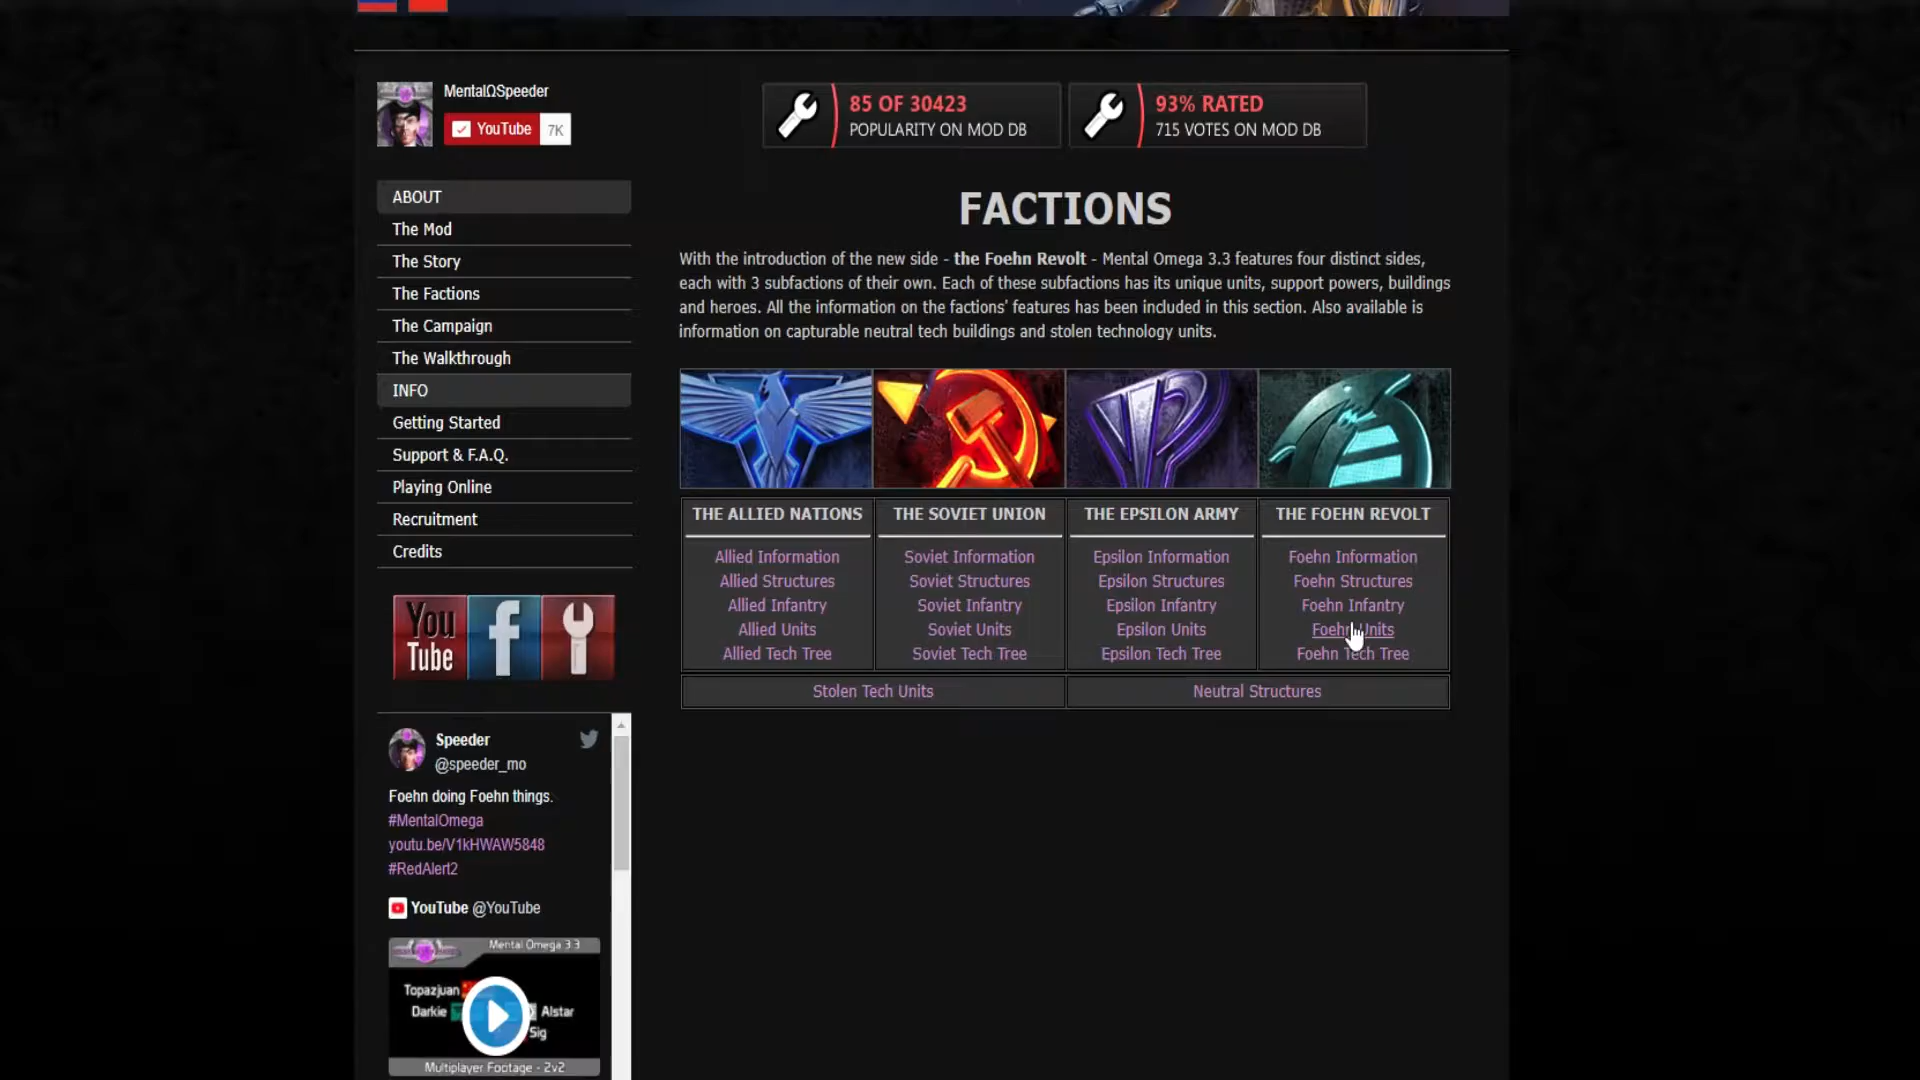 MentalΩSpeeder
YouTube 7K
85 OF 30423
POPULARITY ON MOD DB
93% RATED
715 VOTES ON MOD DB
ABOUT
The Mod
The Story
The Factions
The Campaign
The Walkthrough
INFO
Getting Started
Support & F.A.Q.
Playing Online
Recruitment
Credits
FACTIONS
With the introduction of the new side - the Foehn Revolt - Mental Omega 3.3 features four distinct sides,
each with 3 subfactions of their own. Each of these subfactions has its unique units, support powers, buildings
and heroes. All the information on the factions' features has been included in this section. Also available is
information on capturable neutral tech buildings and stolen technology units.
THE ALLIED NATIONS
Allied Information
Allied Structures
Allied Infantry
Allied Units
Allied Tech Tree
THE SOVIET UNION
Soviet Information
Soviet Structures
Soviet Infantry
Soviet Units
Soviet Tech Tree
THE EPSILON ARMY
Epsilon Information
Epsilon Structures
Epsilon Infantry
Epsilon Units
Epsilon Tech Tree
THE FOEHN REVOLT
Foehn Information
Foehn Structures
Foehn Infantry
Foehn Units
Foehn Tech Tree
Stolen Tech Units
Neutral Structures
You
Tube
f
Speeder
@speeder_mo
Foehn doing Foehn things.
#MentalOmega
youtu.be/V1kHWAW5848
#RedAlert2
YouTube @YouTube
Mental Omega 3.3
Topazjuan
Darkie
Alstar
Sig
Multiplayer Footage - 2v2